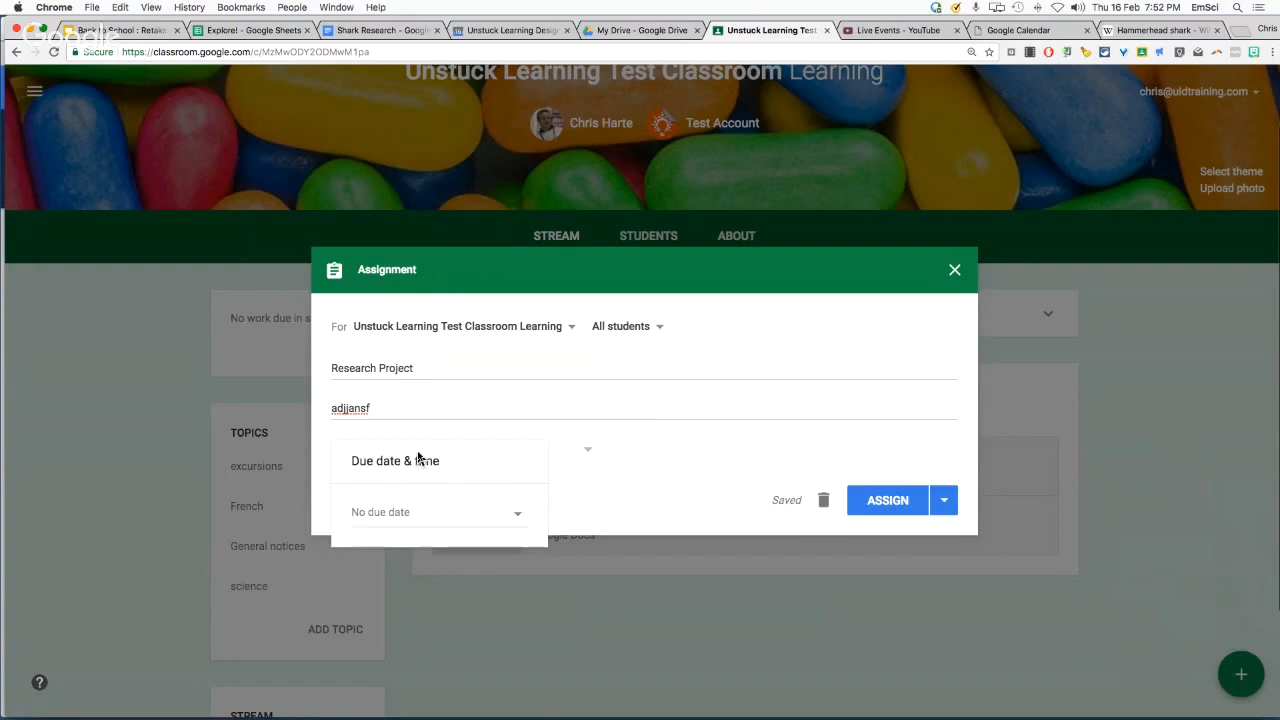 Chrome File Edit View History Bookmarks People Window Help
Thu 16 Feb 7:52 PM EmSci
Back to School : Retak
Explore! - Google Sheets
Shark Research - Googl
Unstuck Learning Desig
My Drive - Google Drive
Unstuck Learning Test
Live Events - YouTube
Google Calendar
Hammerhead shark - Wi
Chris
Google
Secure https://classroom.google.com/c/MzMwODY2ODMwM1pa
Unstuck Learning Test Classroom Learning
chris@uldtraining.com
Chris Harte
Test Account
Select theme
Upload photo
STREAM STUDENTS ABOUT
Assignment
No work due in s
For Unstuck Learning Test Classroom Learning All students
Research Project
adjjansf
TOPICS
Due date & time
excursions
French
Saved ASSIGN
No due date
General notices
science
ADD TOPIC
STREAM